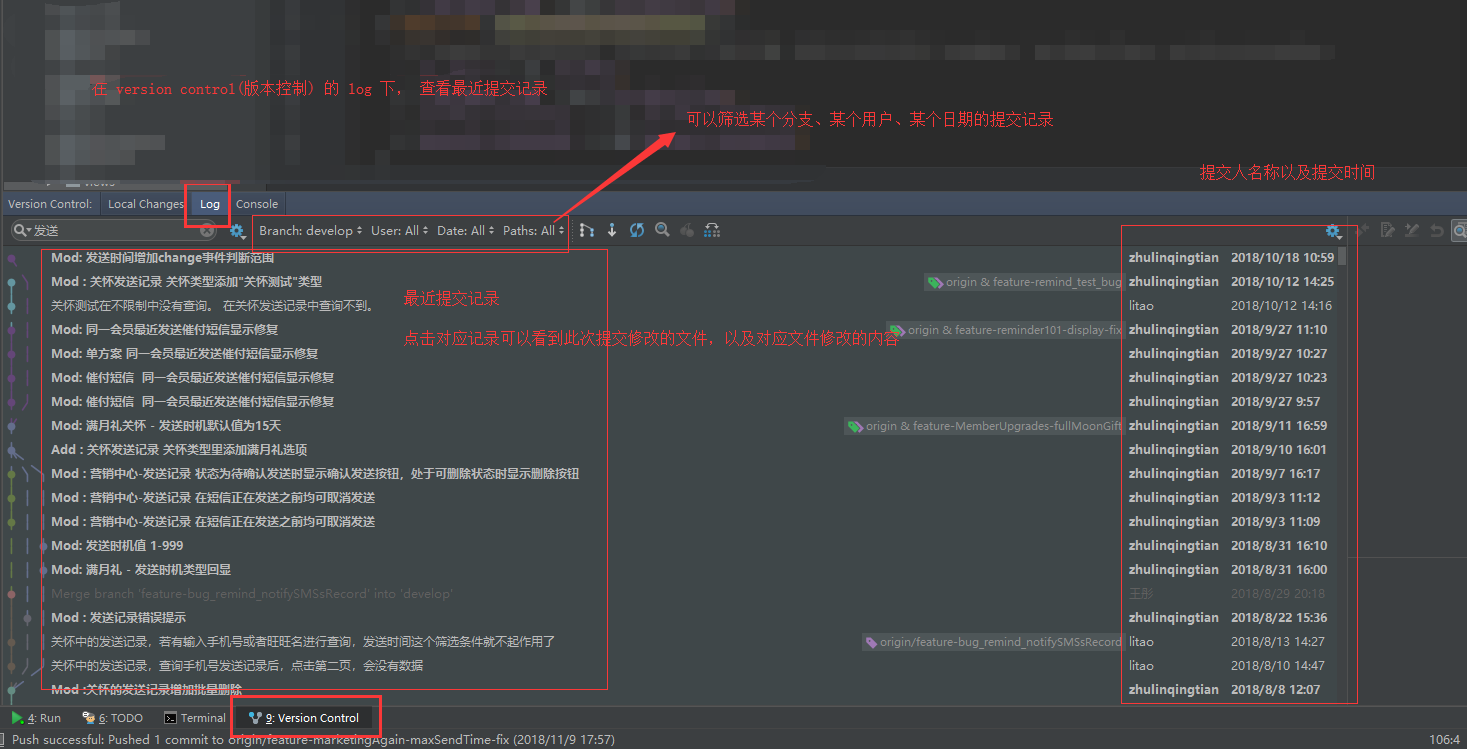 在 version control(版本控制) 的 log 下， 查看最近提交记录
可以筛选某个分支、某个用户、某个日期的提交记录
提交人名称以及提交时间
views
Version Control: Local Changes Log Console
发送 Branch: develop User: All Date: All Paths: All
Mod: 发送时间增加change事件判断范围 zhulinqingtian 2018/10/18 10:59
Mod : 关怀发送记录 关怀类型添加"关怀测试"类型 origin & feature-remind_test_bug zhulinqingtian 2018/10/12 14:25
关怀测试在不限制中没有查询。 在关怀发送记录中查询不到。 litao 2018/10/12 14:16
最近提交记录
Mod: 同一会员最近发送催付短信显示修复 origin & feature-reminder101-display-fix zhulinqingtian 2018/9/27 11:10
点击对应记录可以看到此次提交修改的文件，以及对应文件修改的内容
Mod: 单方案 同一会员最近发送催付短信显示修复 zhulinqingtian 2018/9/27 10:27
Mod: 催付短信 同一会员最近发送催付短信显示修复 zhulinqingtian 2018/9/27 10:23
Mod: 催付短信 同一会员最近发送催付短信显示修复 zhulinqingtian 2018/9/27 9:57
Mod: 满月礼关怀 - 发送时机默认值为15天 origin & feature-MemberUpgrades-fullMoonGift zhulinqingtian 2018/9/11 16:59
Add : 关怀发送记录 关怀类型里添加满月礼选项 zhulinqingtian 2018/9/10 16:01
Mod : 营销中心-发送记录 状态为待确认发送时显示确认发送按钮，处于可删除状态时显示删除按钮 zhulinqingtian 2018/9/7 16:17
Mod : 营销中心-发送记录 在短信正在发送之前均可取消发送 zhulinqingtian 2018/9/3 11:12
Mod : 营销中心-发送记录 在短信正在发送之前均可取消发送 zhulinqingtian 2018/9/3 11:09
Mod: 发送时机值 1-999 zhulinqingtian 2018/8/31 16:10
Mod: 满月礼 - 发送时机类型回显 zhulinqingtian 2018/8/31 16:00
Merge branch 'feature-bug_remind_notifySMSsRecord' into 'develop' 王彤 2018/8/29 20:18
Mod : 发送记录错误提示 zhulinqingtian 2018/8/22 15:36
关怀中的发送记录，若有输入手机号或者旺旺名进行查询，发送时间这个筛选条件就不起作用了 origin/feature-bug_remind_notifySMSsRecord litao 2018/8/13 14:27
关怀中的发送记录，查询手机号发送记录后，点击第二页，会没有数据 litao 2018/8/10 14:47
Mod :关怀的发送记录增加批量删除 zhulinqingtian 2018/8/8 12:07
4: Run 6: TODO Terminal 9: Version Control
Push successful: Pushed 1 commit to origin/feature-marketingAgain-maxSendTime-fix (2018/11/9 17:57) 106:4